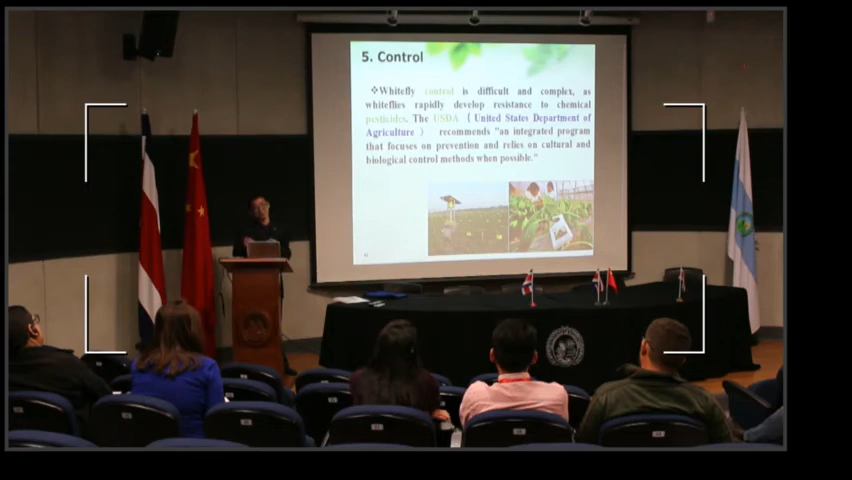 5. Control
❖Whitefly control is difficult and complex, as
whiteflies rapidly develop resistance to chemical
pesticides. The USDA ( United States Department of
Agriculture ) recommends "an integrated program
that focuses on prevention and relies on cultural and
biological control methods when possible."